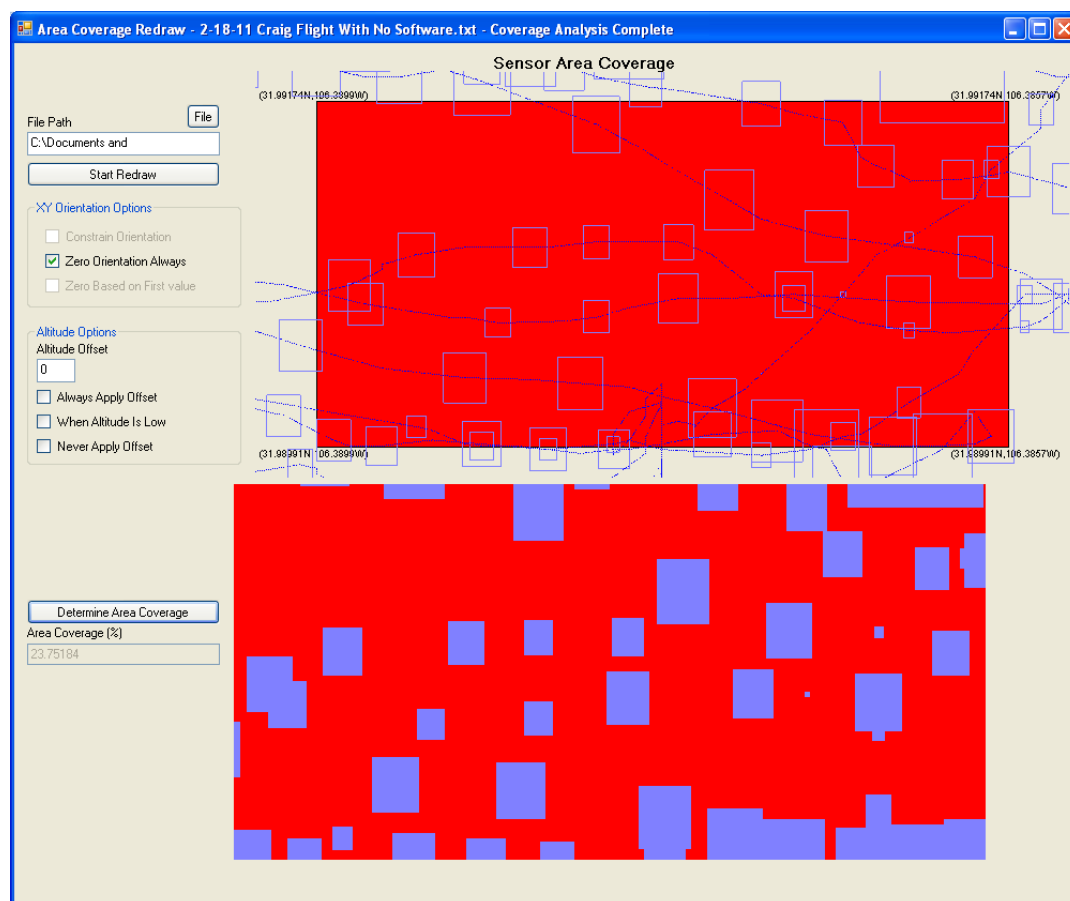 Area Coverage Redraw - 2-18-11 Craig Flight With No Software.txt - Coverage Analysis Complete
Sensor Area Coverage
(31.99174N,106.3899W)
(31.99174N,106.3857W)
File Path
File
C:\Documents and
Start Redraw
XY Orientation Options
Constrain Orientation
Zero Orientation Always
Zero Based on First value
Altitude Options
Altitude Offset
0
Always Apply Offset
When Altitude Is Low
Never Apply Offset
(31.98991N,106.3899W)
(31.98991N,106.3857W)
Determine Area Coverage
Area Coverage (%)
23.75184